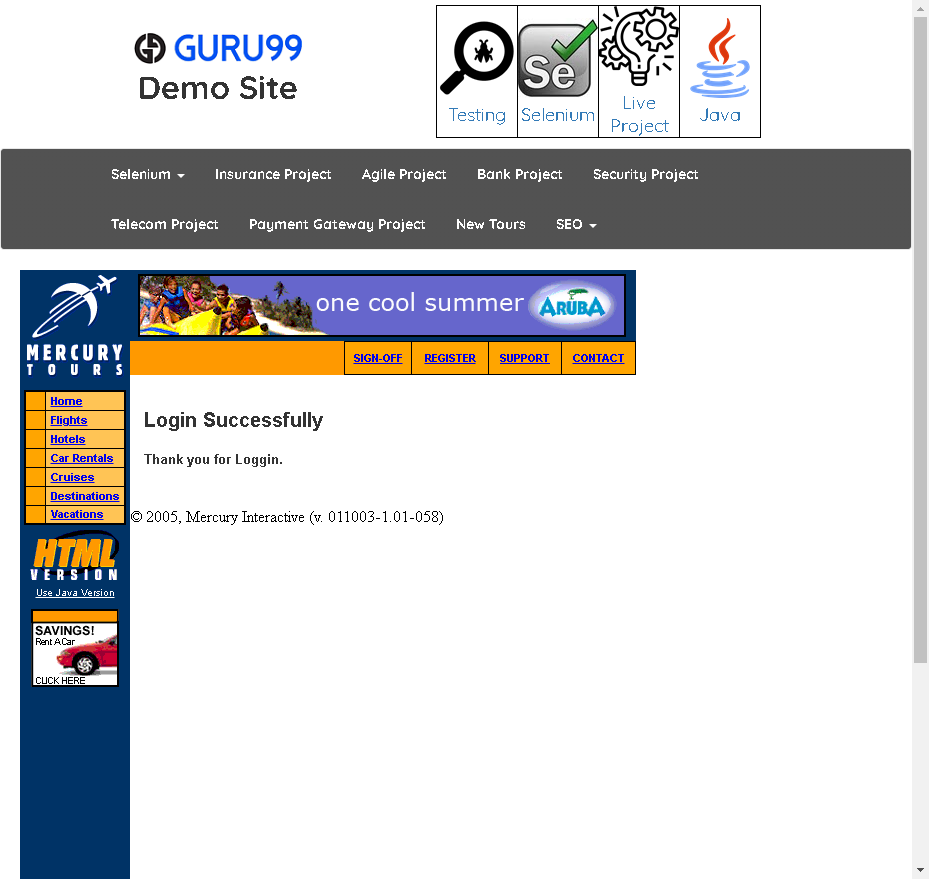 GURU99
Demo Site
Testing
Selenium
Live
Project
Java
Se
Selenium
Insurance Project
Agile Project
Bank Project
Security Project
Telecom Project
Payment Gateway Project
New Tours
SEO
MERCURY
TOURS
one cool summer
ARUBA
SIGN-OFF
REGISTER
SUPPORT
CONTACT
Home
Flights
Hotels
Car Rentals
Cruises
Destinations
Vacations
Login Successfully
Thank you for Loggin.
© 2005, Mercury Interactive (v. 011003-1.01-058)
HTML
VERSION
Use Java Version
SAVINGS!
Rent A Car
CLICK HERE